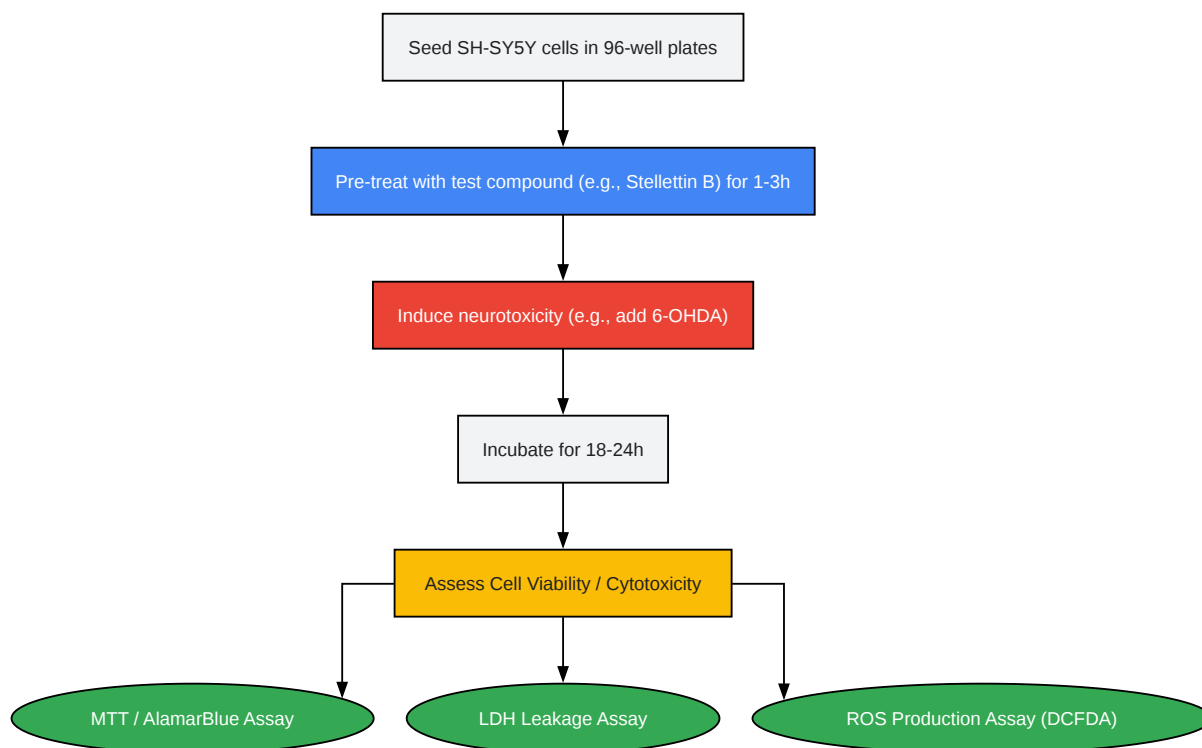 Seed SH-SY5Y cells in 96-well plates
Pre-treat with test compound (e.g., Stellettin B) for 1-3h
Induce neurotoxicity (e.g., add 6-OHDA)
Incubate for 18-24h
Assess Cell Viability / Cytotoxicity
MTT / AlamarBlue Assay
LDH Leakage Assay
ROS Production Assay (DCFDA)